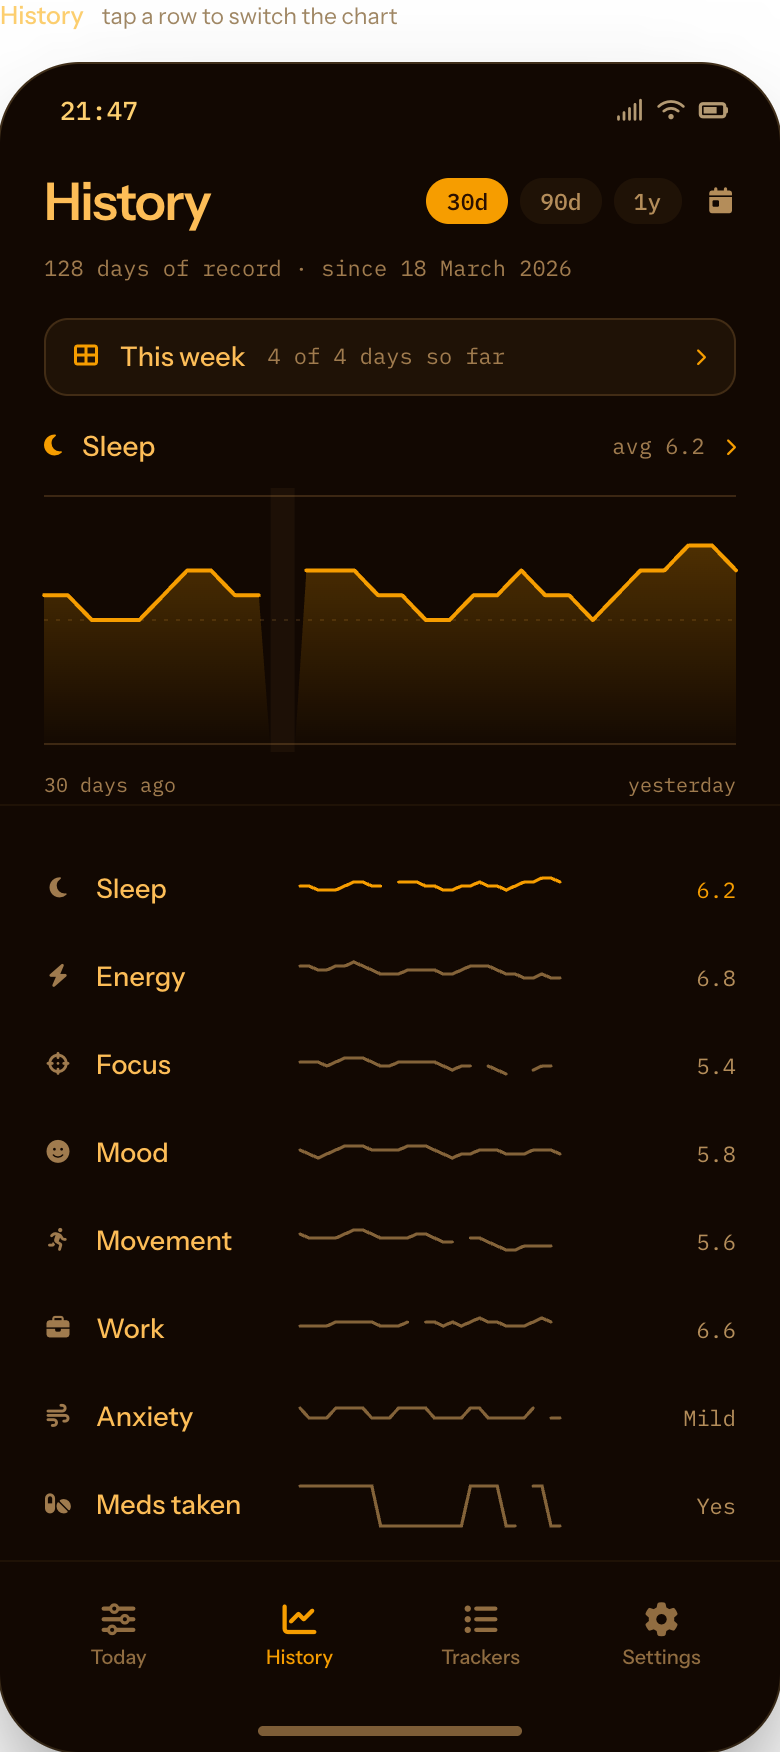 History tap a row to switch the chart
21:47
History 30d 90d 1y
128 days of record · since 18 March 2026
This week 4 of 4 days so far
Sleep avg 6.2
30 days ago yesterday
Sleep 6.2
Energy 6.8
Focus 5.4
Mood 5.8
Movement 5.6
Work 6.6
Anxiety Mild
Meds taken Yes
Today History Trackers Settings